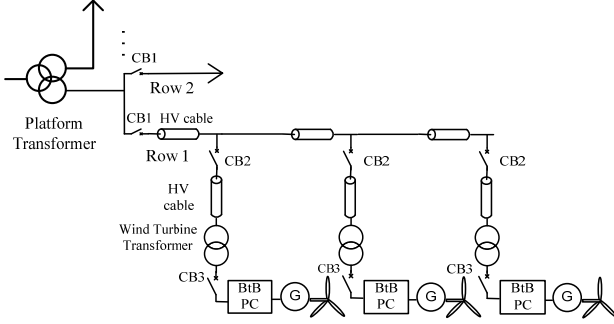 CB1
Row 2
Platform
Transformer
CB1
HV cable
Row 1
CB2
CB2
CB2
HV
cable
Wind Turbine
Transformer
CB3
CB3
CB3
BtB
PC
G
BtB
PC
G
BtB
PC
G